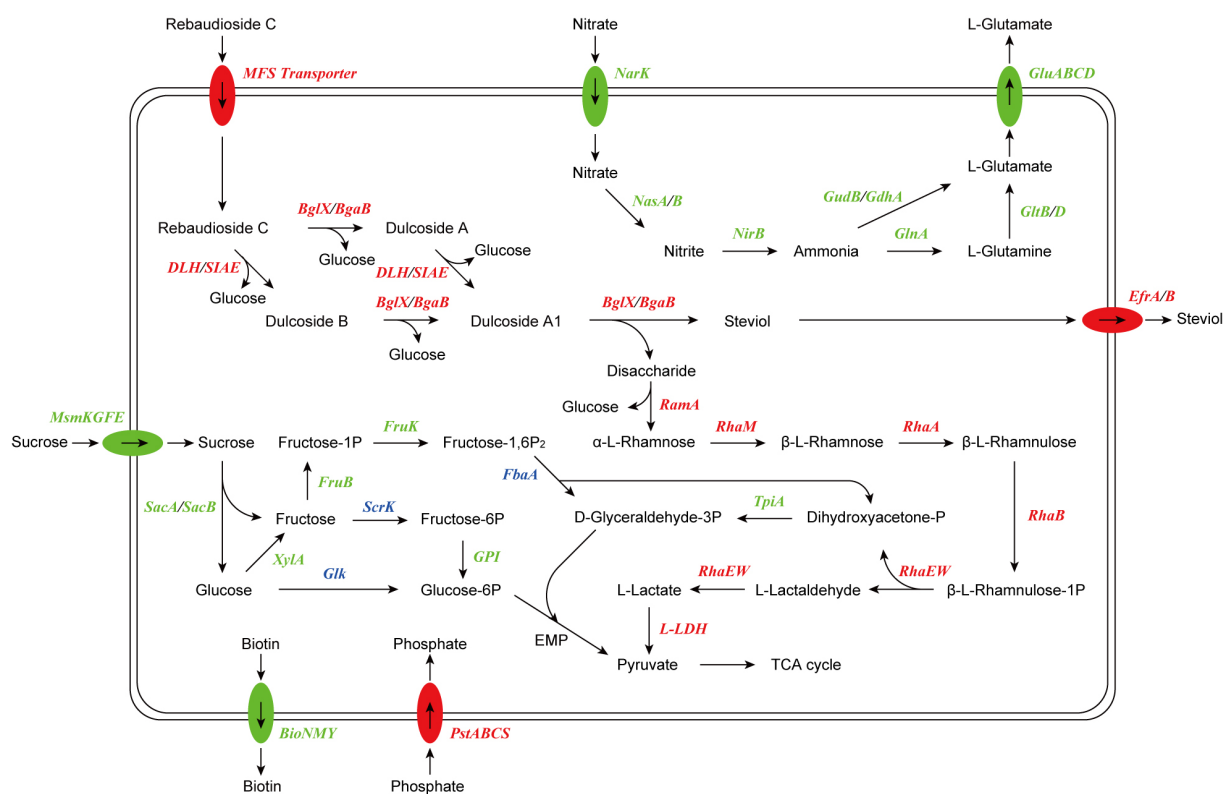 Rebaudioside C
Nitrate
L-Glutamate
MFS Transporter
NarK
GluABCD
Nitrate
L-Glutamate
NasA/B
GudB/GdhA
GltB/D
BglX/BgaB
Rebaudioside C
Dulcoside A
Glucose
Glucose
NirB
GlnA
Nitrite
Ammonia
L-Glutamine
DLH/SIAE
DLH/SIAE
Glucose
BglX/BgaB
BglX/BgaB
EfrA/B
Dulcoside B
Dulcoside A1
Steviol
Steviol
Glucose
Disaccharide
Glucose
RamA
MsmKGFE
Sucrose
Sucrose
Fructose-1P
FruK
Fructose-1,6P₂
α-L-Rhamnose
RhaM
β-L-Rhamnose
RhaA
β-L-Rhamnulose
FruB
FbaA
SacA/SacB
ScrK
TpiA
Fructose
Fructose-6P
D-Glyceraldehyde-3P
Dihydroxyacetone-P
RhaB
XylA
GPI
Glk
RhaEW
RhaEW
Glucose
Glucose-6P
L-Lactate
L-Lactaldehyde
β-L-Rhamnulose-1P
L-LDH
EMP
Biotin
Phosphate
Pyruvate
TCA cycle
BioNMY
PstABCS
Biotin
Phosphate